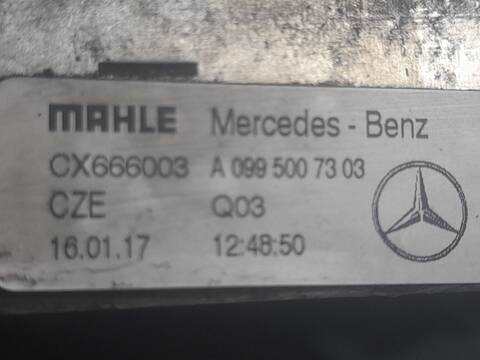 MAHLE Mercedes - Benz
CX666003 A 099 500 73 03
CZE Q03
16.01.17 12:48:50